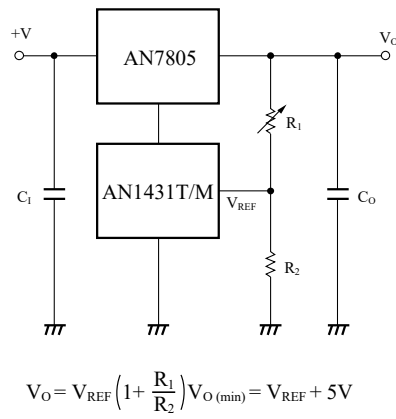 +V
AN7805
V_O
R_1
AN1431T/M
V_REF
C_I
C_O
R_2
V_O = V_REF (1+ R_1/R_2) V_O (min) = V_REF + 5V